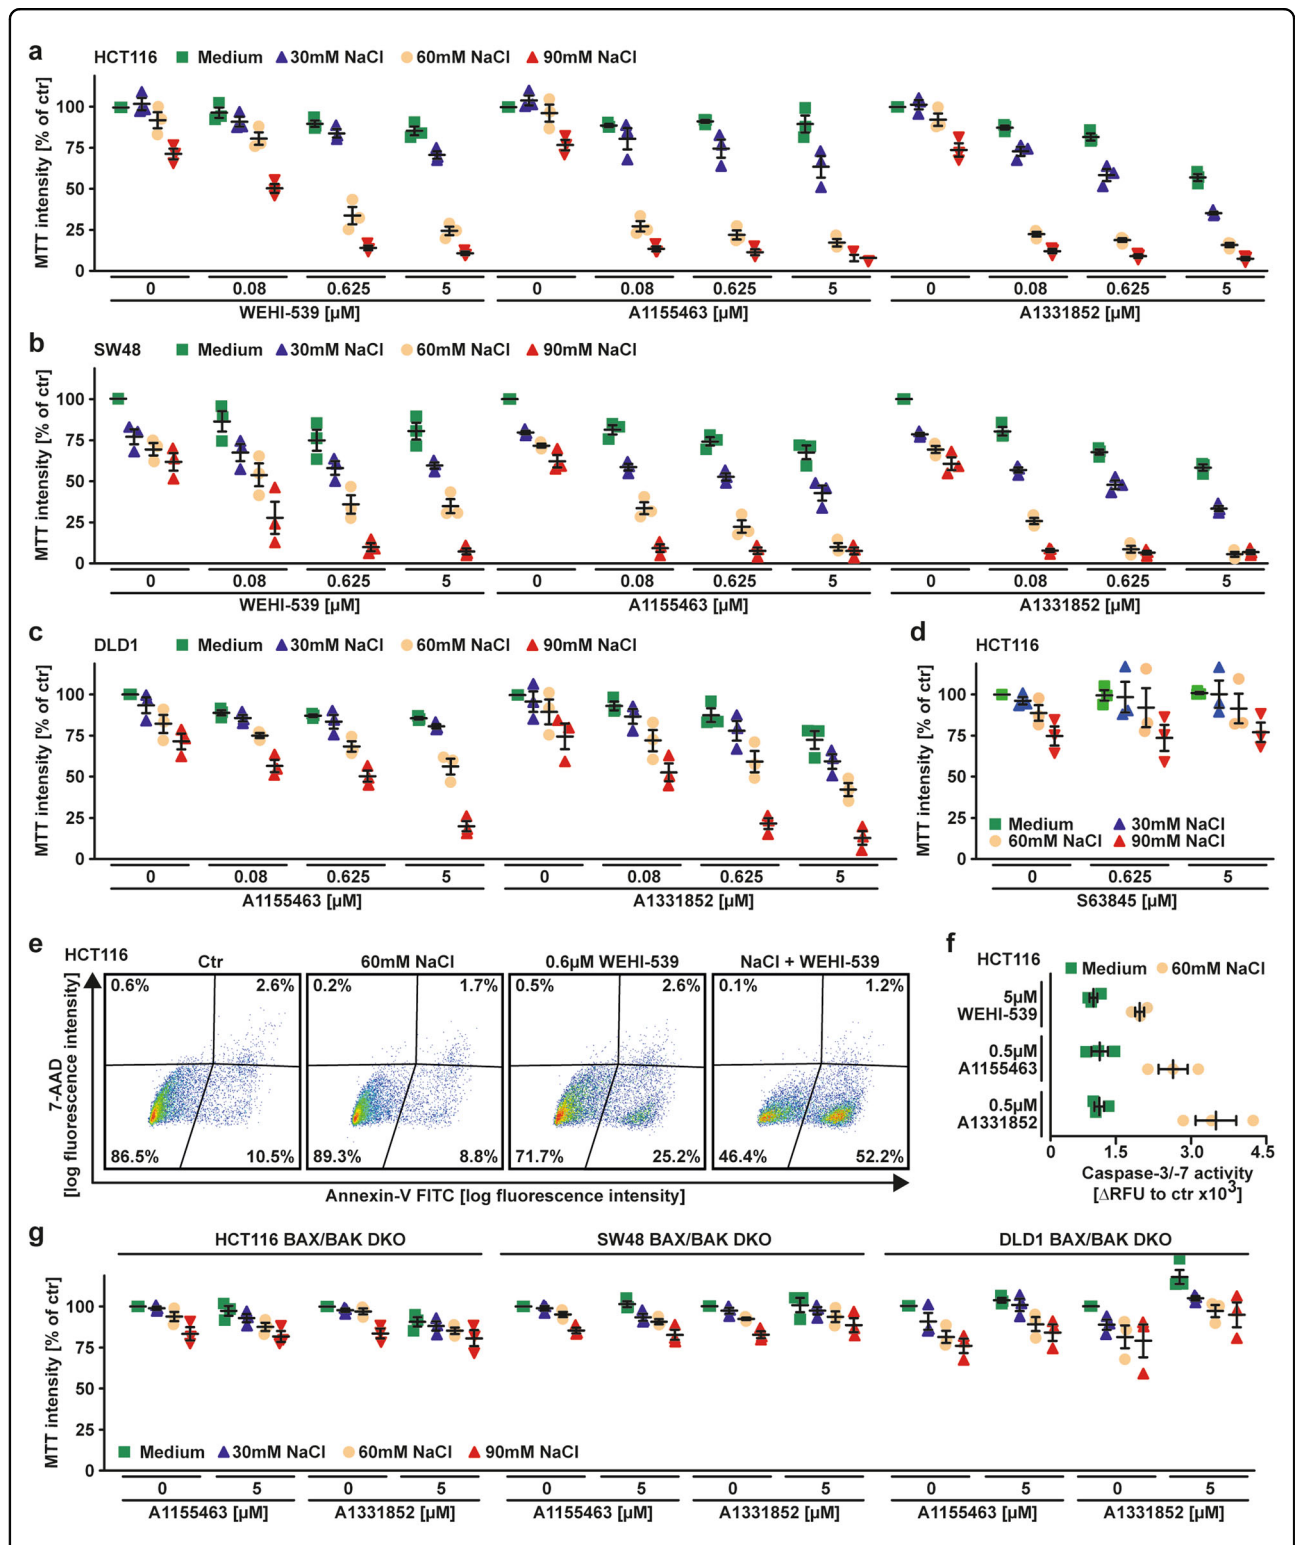 a
HCT116 Medium 30mM NaCl 60mM NaCl 90mM NaCl
MTT intensity [% of ctr]
100
75
50
25
0
0 0.08 0.625 5 0 0.08 0.625 5 0 0.08 0.625 5
WEHI-539 [µM] A1155463 [µM] A1331852 [µM]
b
SW48 Medium 30mM NaCl 60mM NaCl 90mM NaCl
MTT intensity [% of ctr]
100
75
50
25
0
0 0.08 0.625 5 0 0.08 0.625 5 0 0.08 0.625 5
WEHI-539 [µM] A1155463 [µM] A1331852 [µM]
c
DLD1 Medium 30mM NaCl 60mM NaCl 90mM NaCl
MTT intensity [% of ctr]
100
75
50
25
0
0 0.08 0.625 5 0 0.08 0.625 5
A1155463 [µM] A1331852 [µM]
d
HCT116
MTT intensity [% of ctr]
100
75
50
25
0
Medium 30mM NaCl
60mM NaCl 90mM NaCl
0 0.625 5
S63845 [µM]
e
HCT116
Ctr 60mM NaCl 0.6µM WEHI-539 NaCl + WEHI-539
0.6% 2.6% 0.2% 1.7% 0.5% 2.6% 0.1% 1.2%
7-AAD
[log fluorescence intensity]
86.5% 10.5% 89.3% 8.8% 71.7% 25.2% 46.4% 52.2%
Annexin-V FITC [log fluorescence intensity]
f
HCT116
Medium 60mM NaCl
5µM
WEHI-539
0.5µM
A1155463
0.5µM
A1331852
0 1.5 3.0 4.5
Caspase-3/-7 activity
[ΔRFU to ctr x10³]
g
HCT116 BAX/BAK DKO SW48 BAX/BAK DKO DLD1 BAX/BAK DKO
MTT intensity [% of ctr]
100
75
50
25
0
Medium 30mM NaCl 60mM NaCl 90mM NaCl
0 5 0 5 0 5 0 5 0 5 0 5
A1155463 [µM] A1331852 [µM] A1155463 [µM] A1331852 [µM] A1155463 [µM] A1331852 [µM]